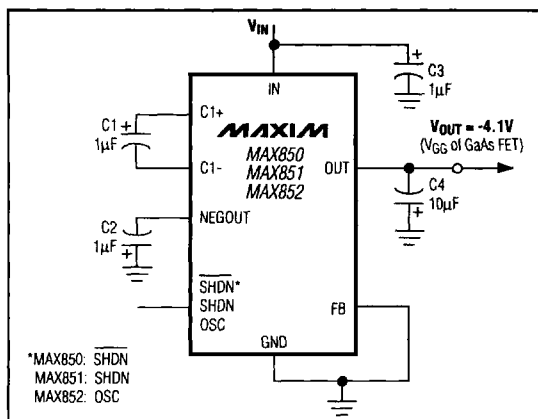 VIN
C3
1µF
IN
C1
1µF
C1+
C1-
MAXIM
MAX850
MAX851
MAX852
OUT
VOUT = -4.1V
(VGG of GaAs FET)
C4
10µF
C2
1µF
NEGOUT
SHDN*
SHDN
OSC
FB
GND
*MAX850: SHDN
MAX851: SHDN
MAX852: OSC